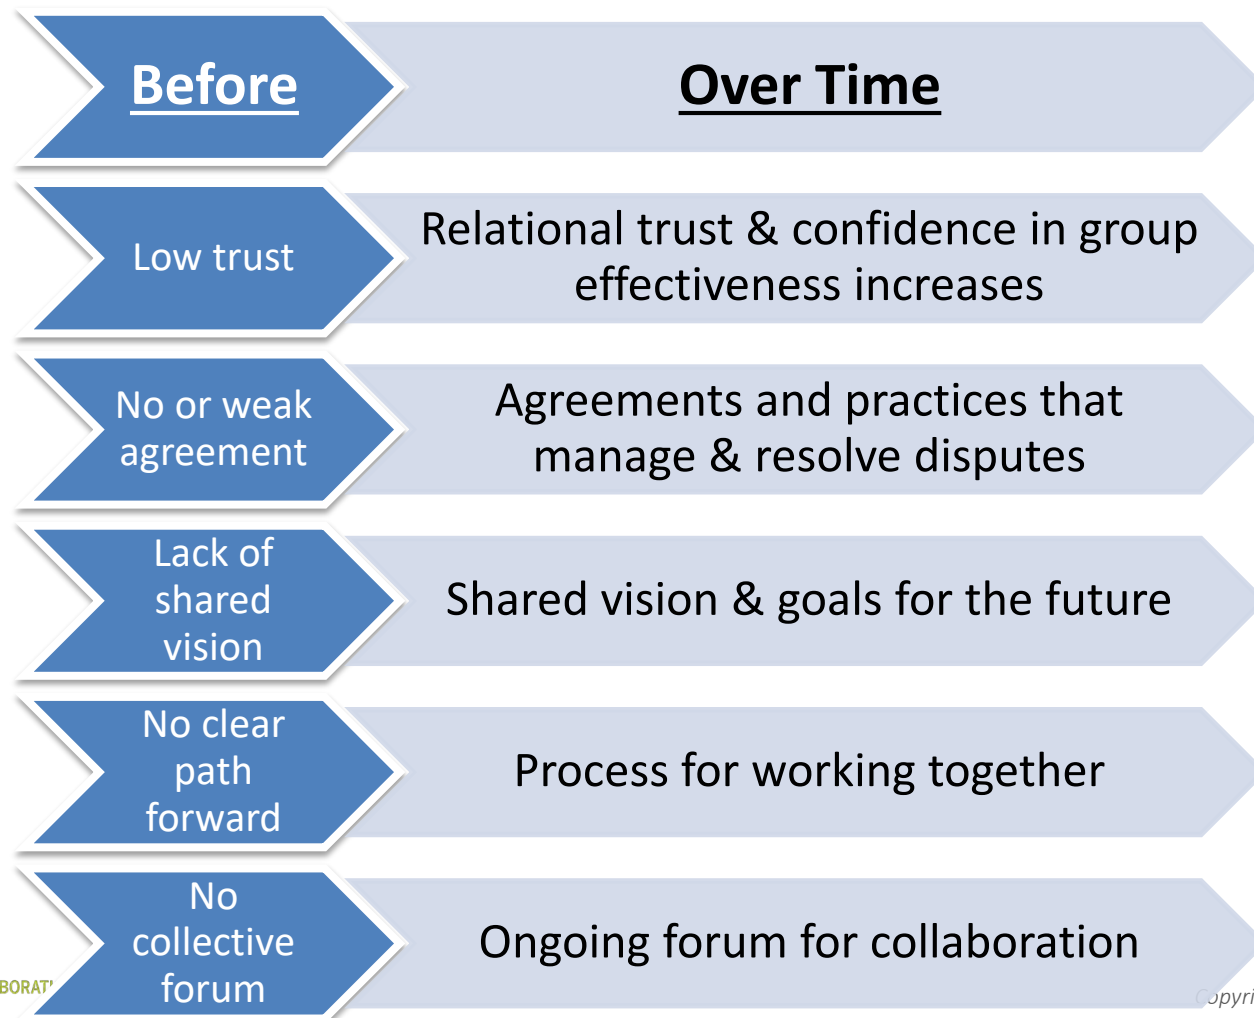 Before
Over Time
Low trust
Relational trust & confidence in group
effectiveness increases
No or weak
agreement
Agreements and practices that
manage & resolve disputes
Lack of
shared
vision
Shared vision & goals for the future
No clear
path
forward
Process for working together
No
collective
forum
Ongoing forum for collaboration